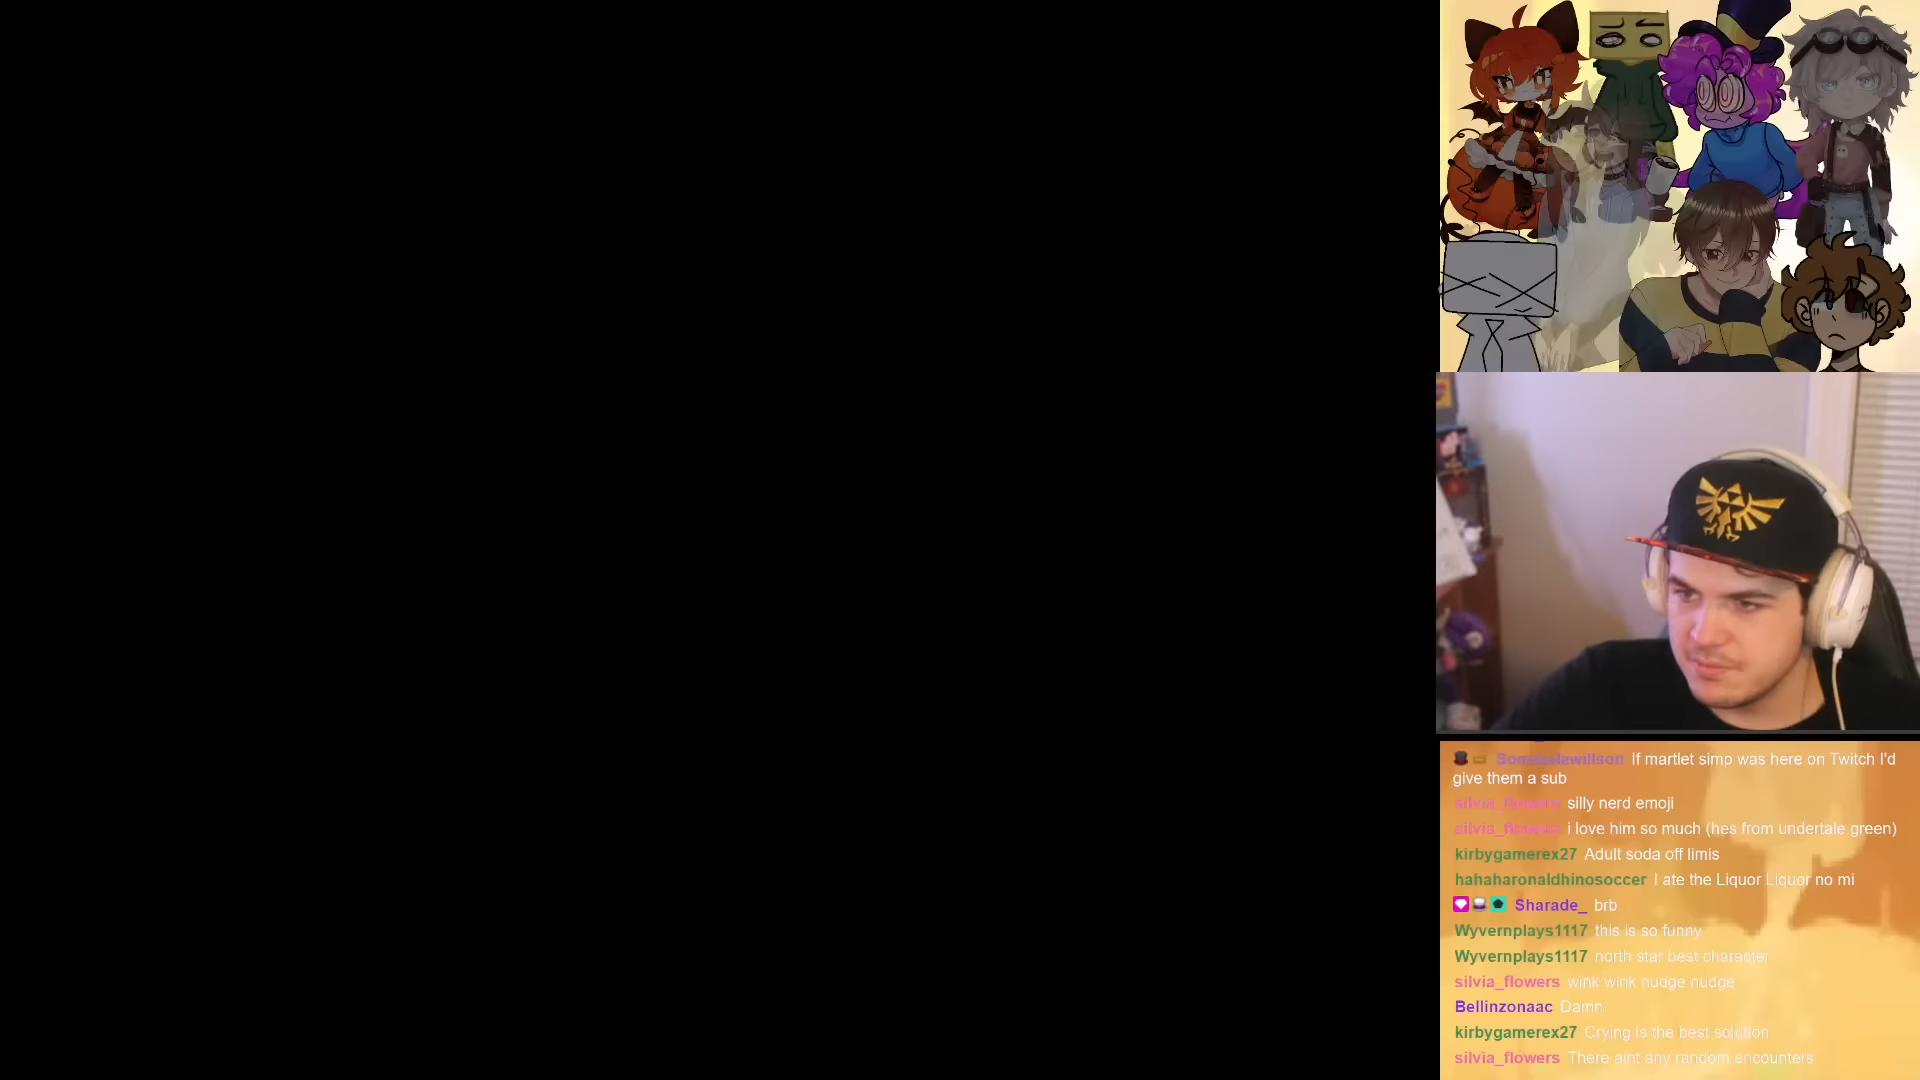 Somedudewillson If martlet simp was here on Twitch I'd
give them a sub
silvia_flowers silly nerd emoji
silvia_flowers i love him so much (hes from undertale green)
kirbygamerex27 Adult soda off limis
hahaharonaldhinosoccer I ate the Liquor Liquor no mi
Sharade_ brb
Wyvernplays1117 this is so funny
Wyvernplays1117 north star best character
silvia_flowers wink wink nudge nudge
Bellinzonaac Damn
kirbygamerex27 Crying is the best solution
silvia_flowers There aint any random encounters